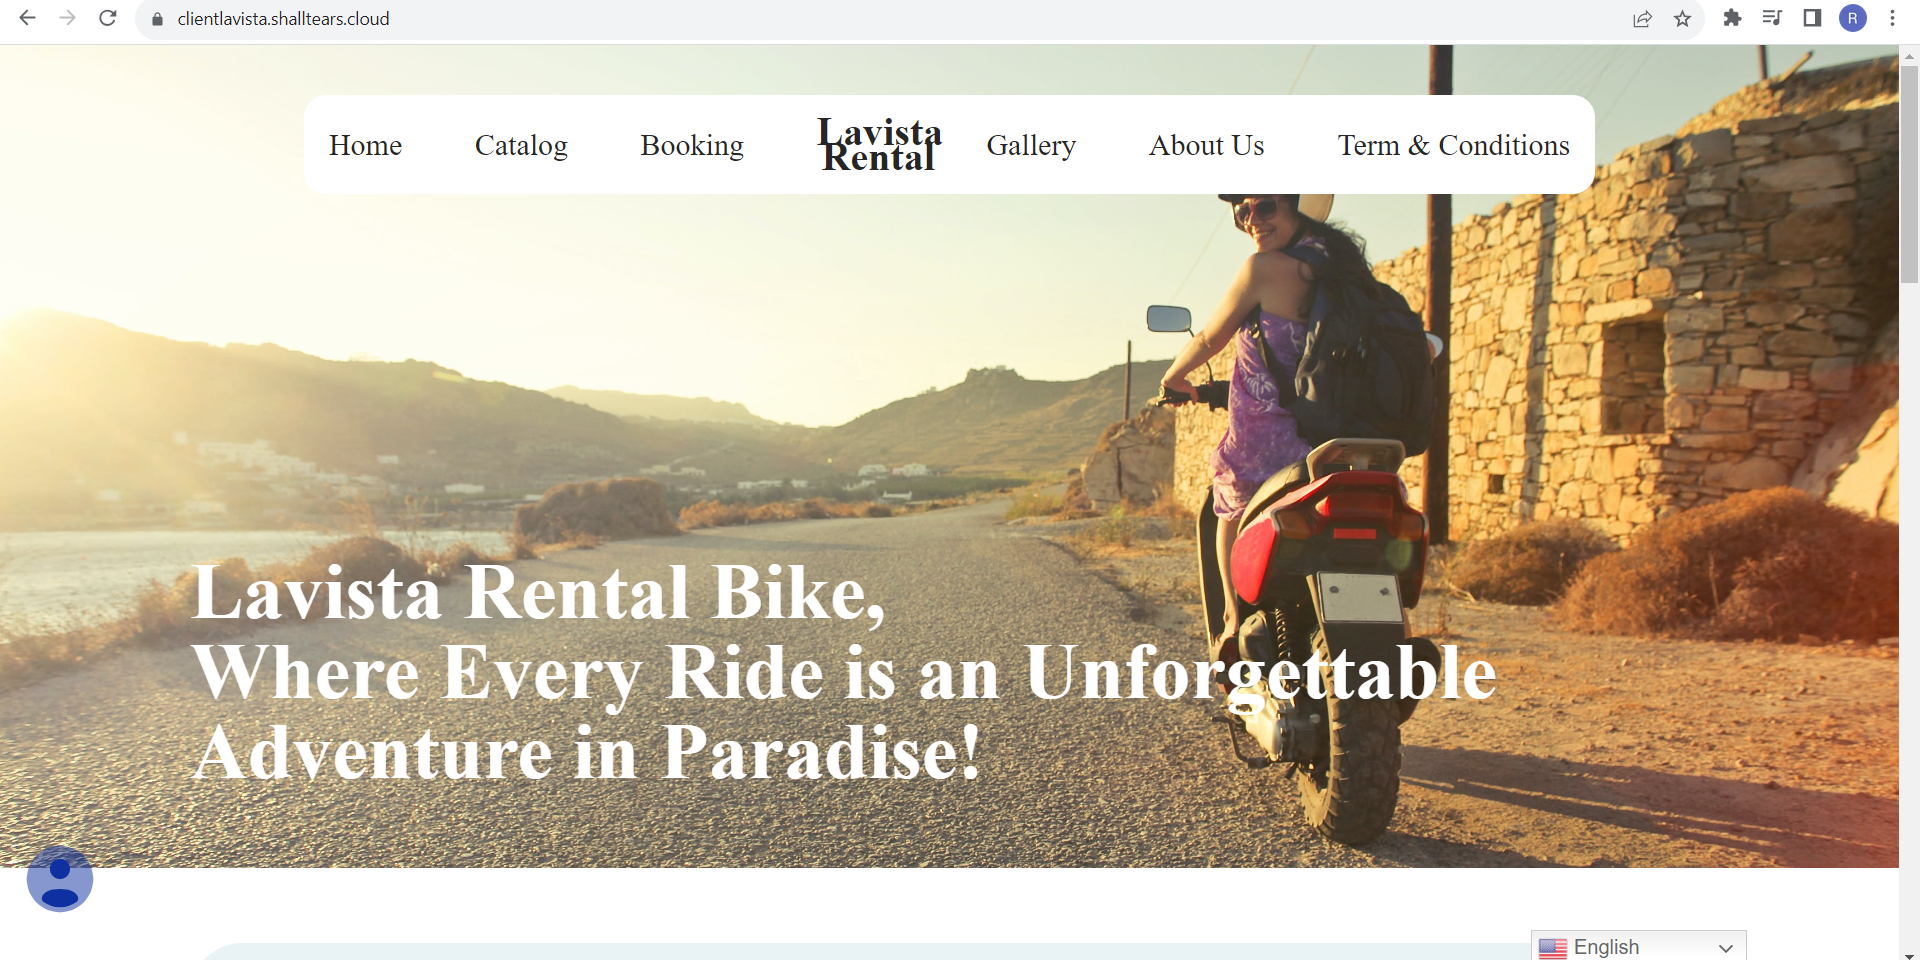 clientlavista.shalltears.cloud
R
Home Catalog Booking Lavista Rental Gallery About Us Term & Conditions
Lavista Rental Bike,
Where Every Ride is an Unforgettable
Adventure in Paradise!
English